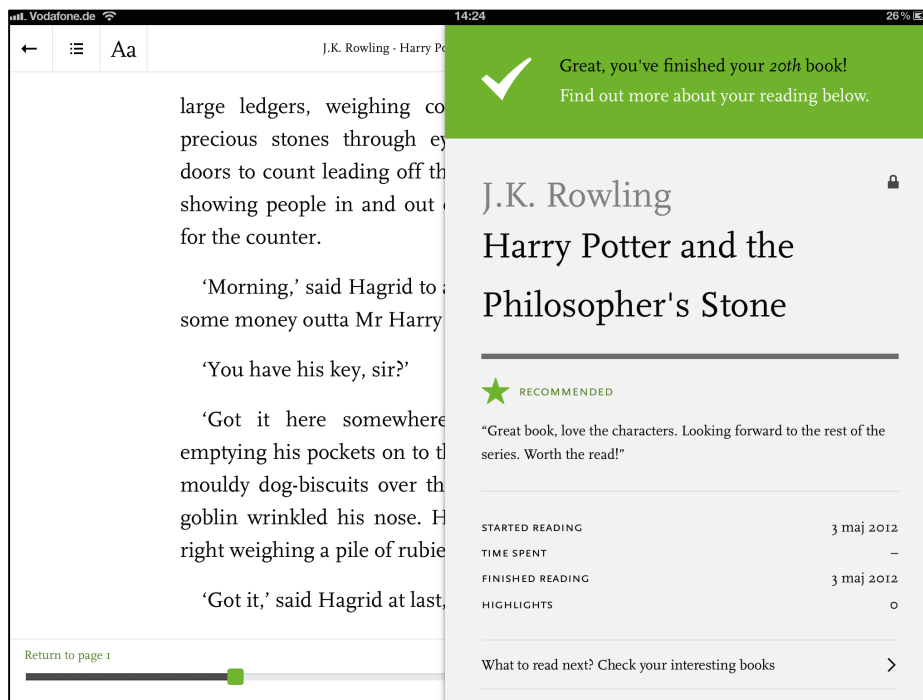 Vodafone.de
14:24
26%
Aa
J.K. Rowling - Harry Po
large ledgers, weighing co
precious stones through ey
doors to count leading off th
showing people in and out
for the counter.
‘Morning,’ said Hagrid to a
some money outta Mr Harry
‘You have his key, sir?’
‘Got it here somewhere
emptying his pockets on to th
mouldy dog-biscuits over th
goblin wrinkled his nose. H
right weighing a pile of rubie
‘Got it,’ said Hagrid at last,
Return to page 1
Great, you've finished your 20th book!
Find out more about your reading below.
J.K. Rowling
Harry Potter and the
Philosopher's Stone
RECOMMENDED
“Great book, love the characters. Looking forward to the rest of the
series. Worth the read!”
STARTED READING 3 maj 2012
TIME SPENT –
FINISHED READING 3 maj 2012
HIGHLIGHTS 0
What to read next? Check your interesting books